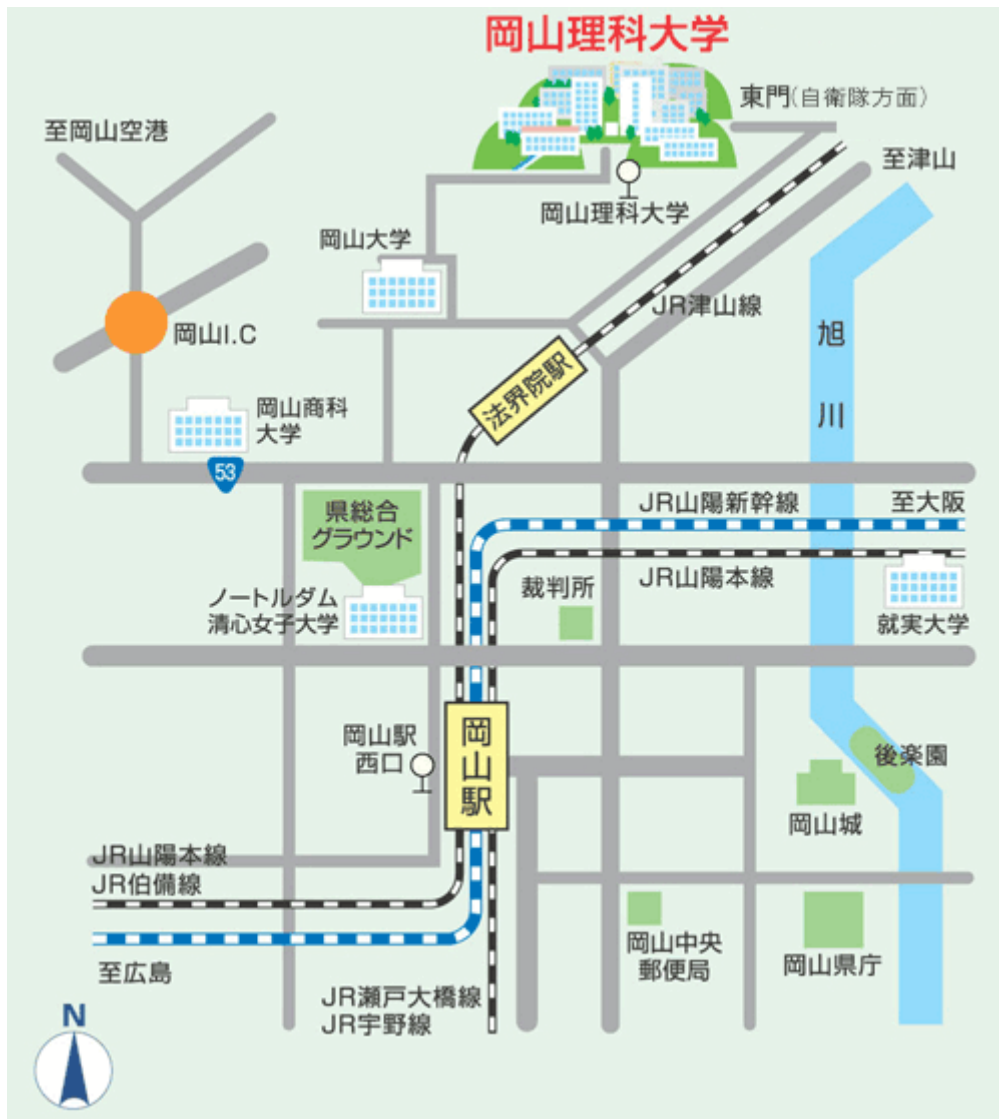 岡山理科大学
東門(自衛隊方面)
至岡山空港
至津山
岡山理科大学
岡山大学
JR津山線
岡山I.C
旭川
法界院駅
岡山商科
大学
53
県総合
グラウンド
JR山陽新幹線
至大阪
JR山陽本線
裁判所
ノートルダム
清心女子大学
就実大学
岡山駅
西口
岡山駅
後楽園
岡山城
JR山陽本線
JR伯備線
岡山中央
郵便局
岡山県庁
至広島
JR瀬戸大橋線
JR宇野線
N